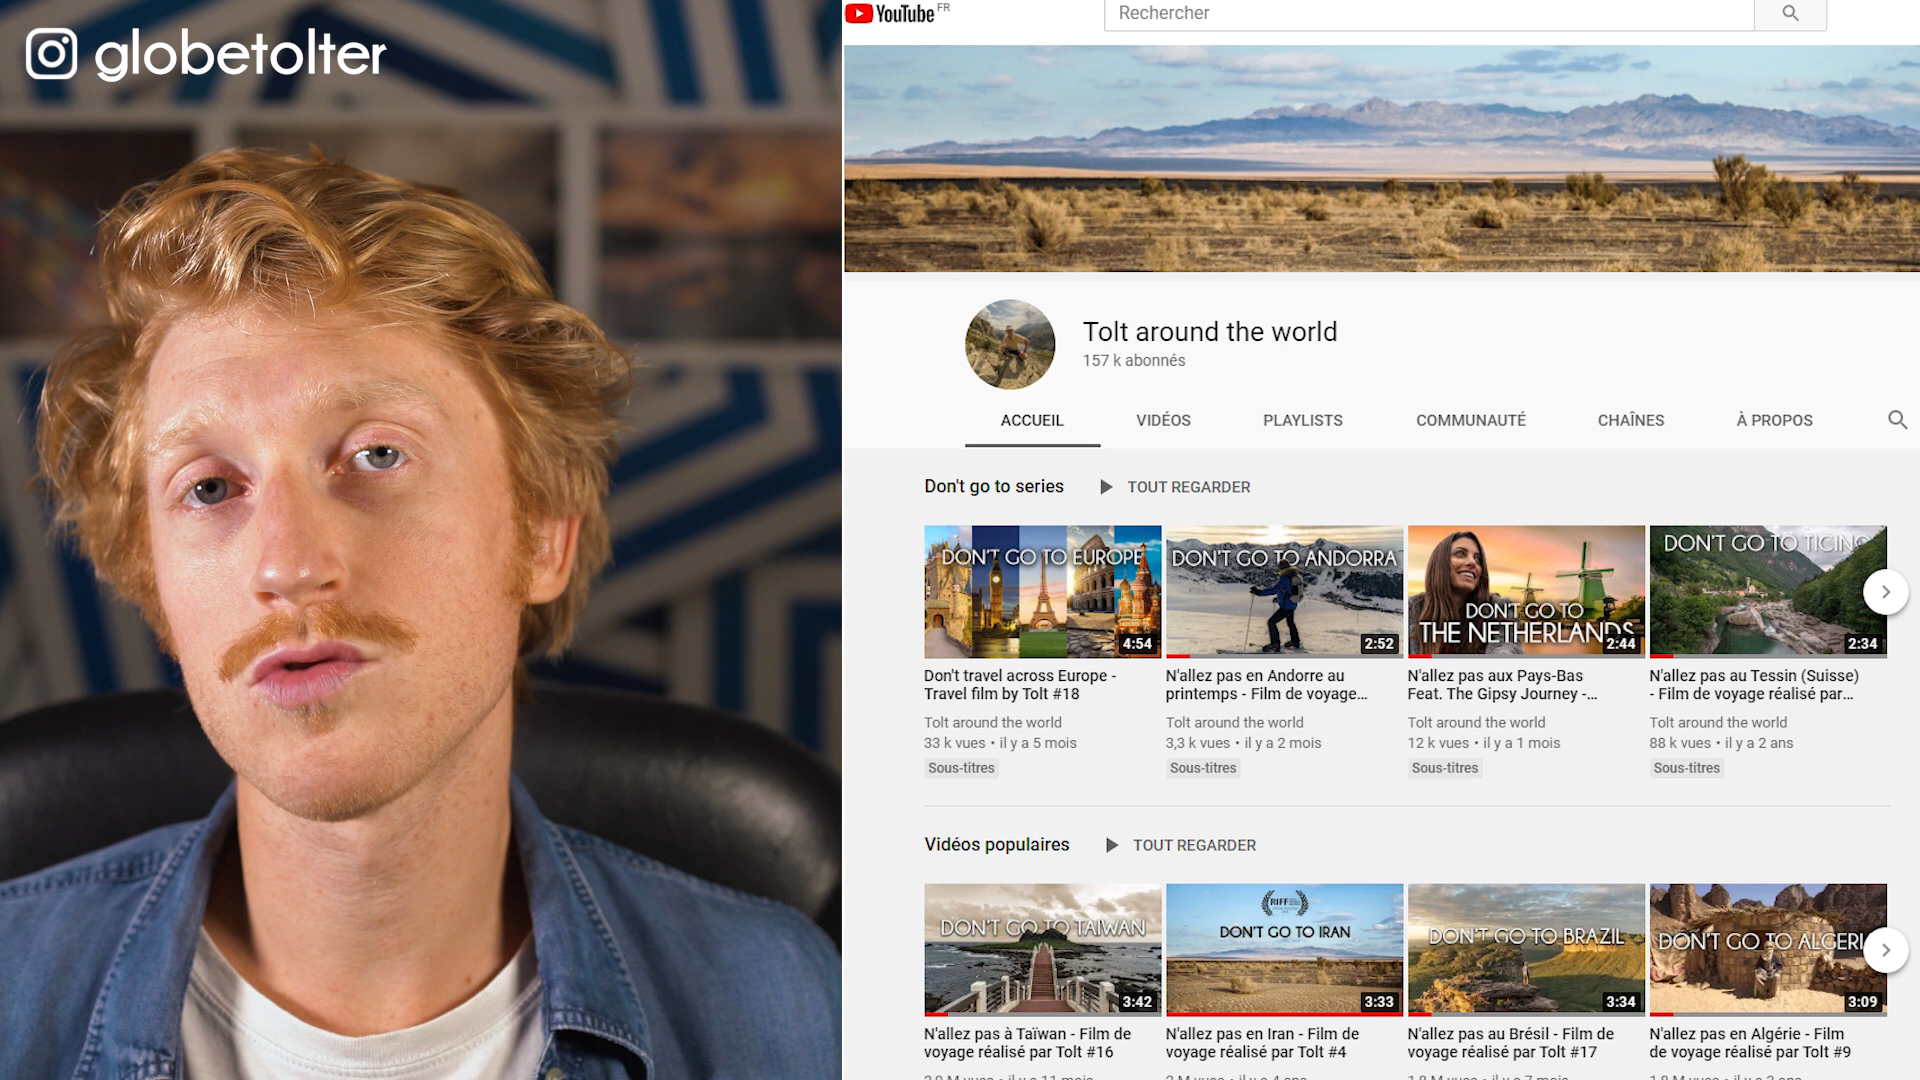 globetolter
YouTube FR
Rechercher
Tolt around the world
157 k abonnés
ACCUEIL
VIDÉOS
PLAYLISTS
COMMUNAUTÉ
CHAÎNES
À PROPOS
Don't go to series
TOUT REGARDER
DON'T GO TO EUROPE
4:54
DON'T GO TO ANDORRA
2:52
DON'T GO TO
THE NETHERLANDS
2:44
DON'T GO TO TICINO
2:34
Don't travel across Europe -
Travel film by Tolt #18
Tolt around the world
33 k vues • il y a 5 mois
Sous-titres
N'allez pas en Andorre au
printemps - Film de voyage...
Tolt around the world
3,3 k vues • il y a 2 mois
Sous-titres
N'allez pas aux Pays-Bas
Feat. The Gipsy Journey -...
Tolt around the world
12 k vues • il y a 1 mois
Sous-titres
N'allez pas au Tessin (Suisse)
- Film de voyage réalisé par...
Tolt around the world
88 k vues • il y a 2 ans
Sous-titres
Vidéos populaires
TOUT REGARDER
DON'T GO TO TAIWAN
3:42
RIFF
DON'T GO TO IRAN
3:33
DON'T GO TO BRAZIL
3:34
DON'T GO TO ALGERI
3:09
N'allez pas à Taïwan - Film de
voyage réalisé par Tolt #16
N'allez pas en Iran - Film de
voyage réalisé par Tolt #4
N'allez pas au Brésil - Film de
voyage réalisé par Tolt #17
N'allez pas en Algérie - Film
de voyage réalisé par Tolt #9